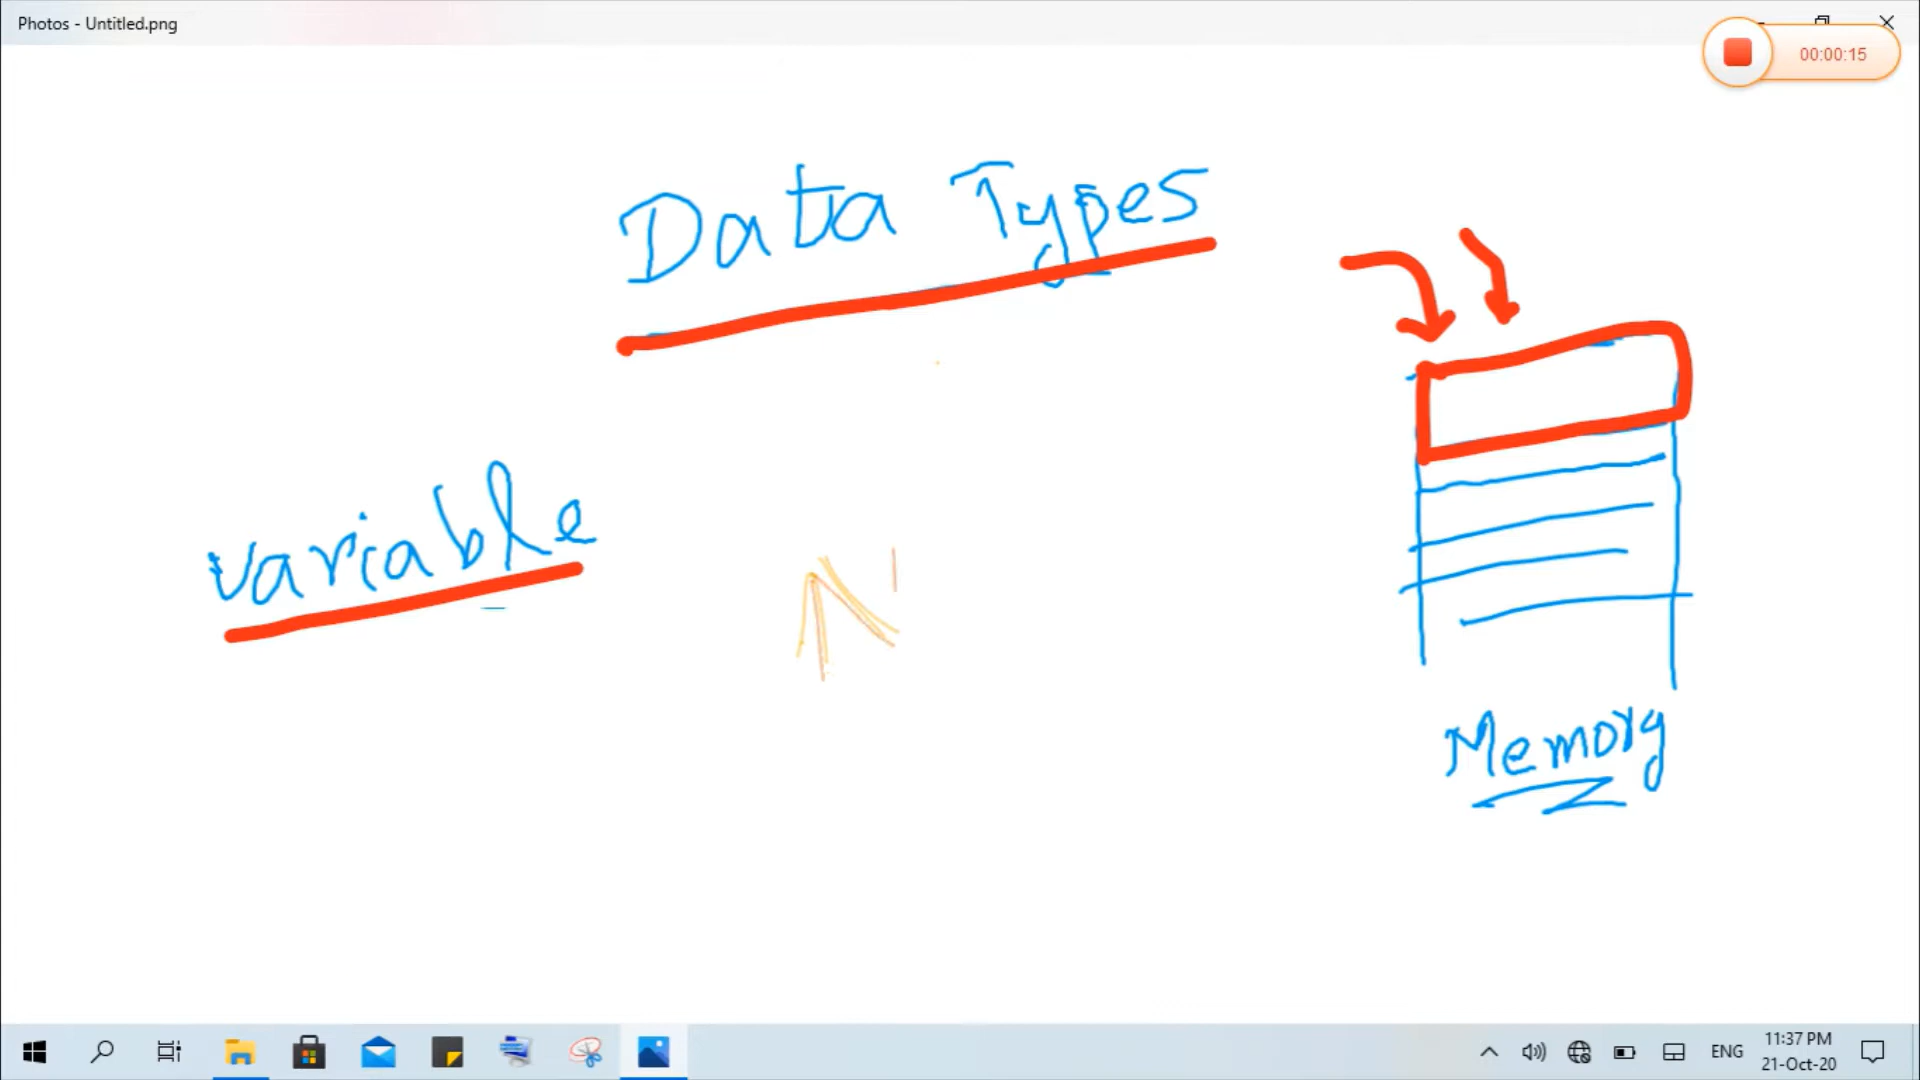 Photos - Untitled.png
00:00:15
Data Types
variable
Memory
ENG
11:37 PM
21-Oct-20